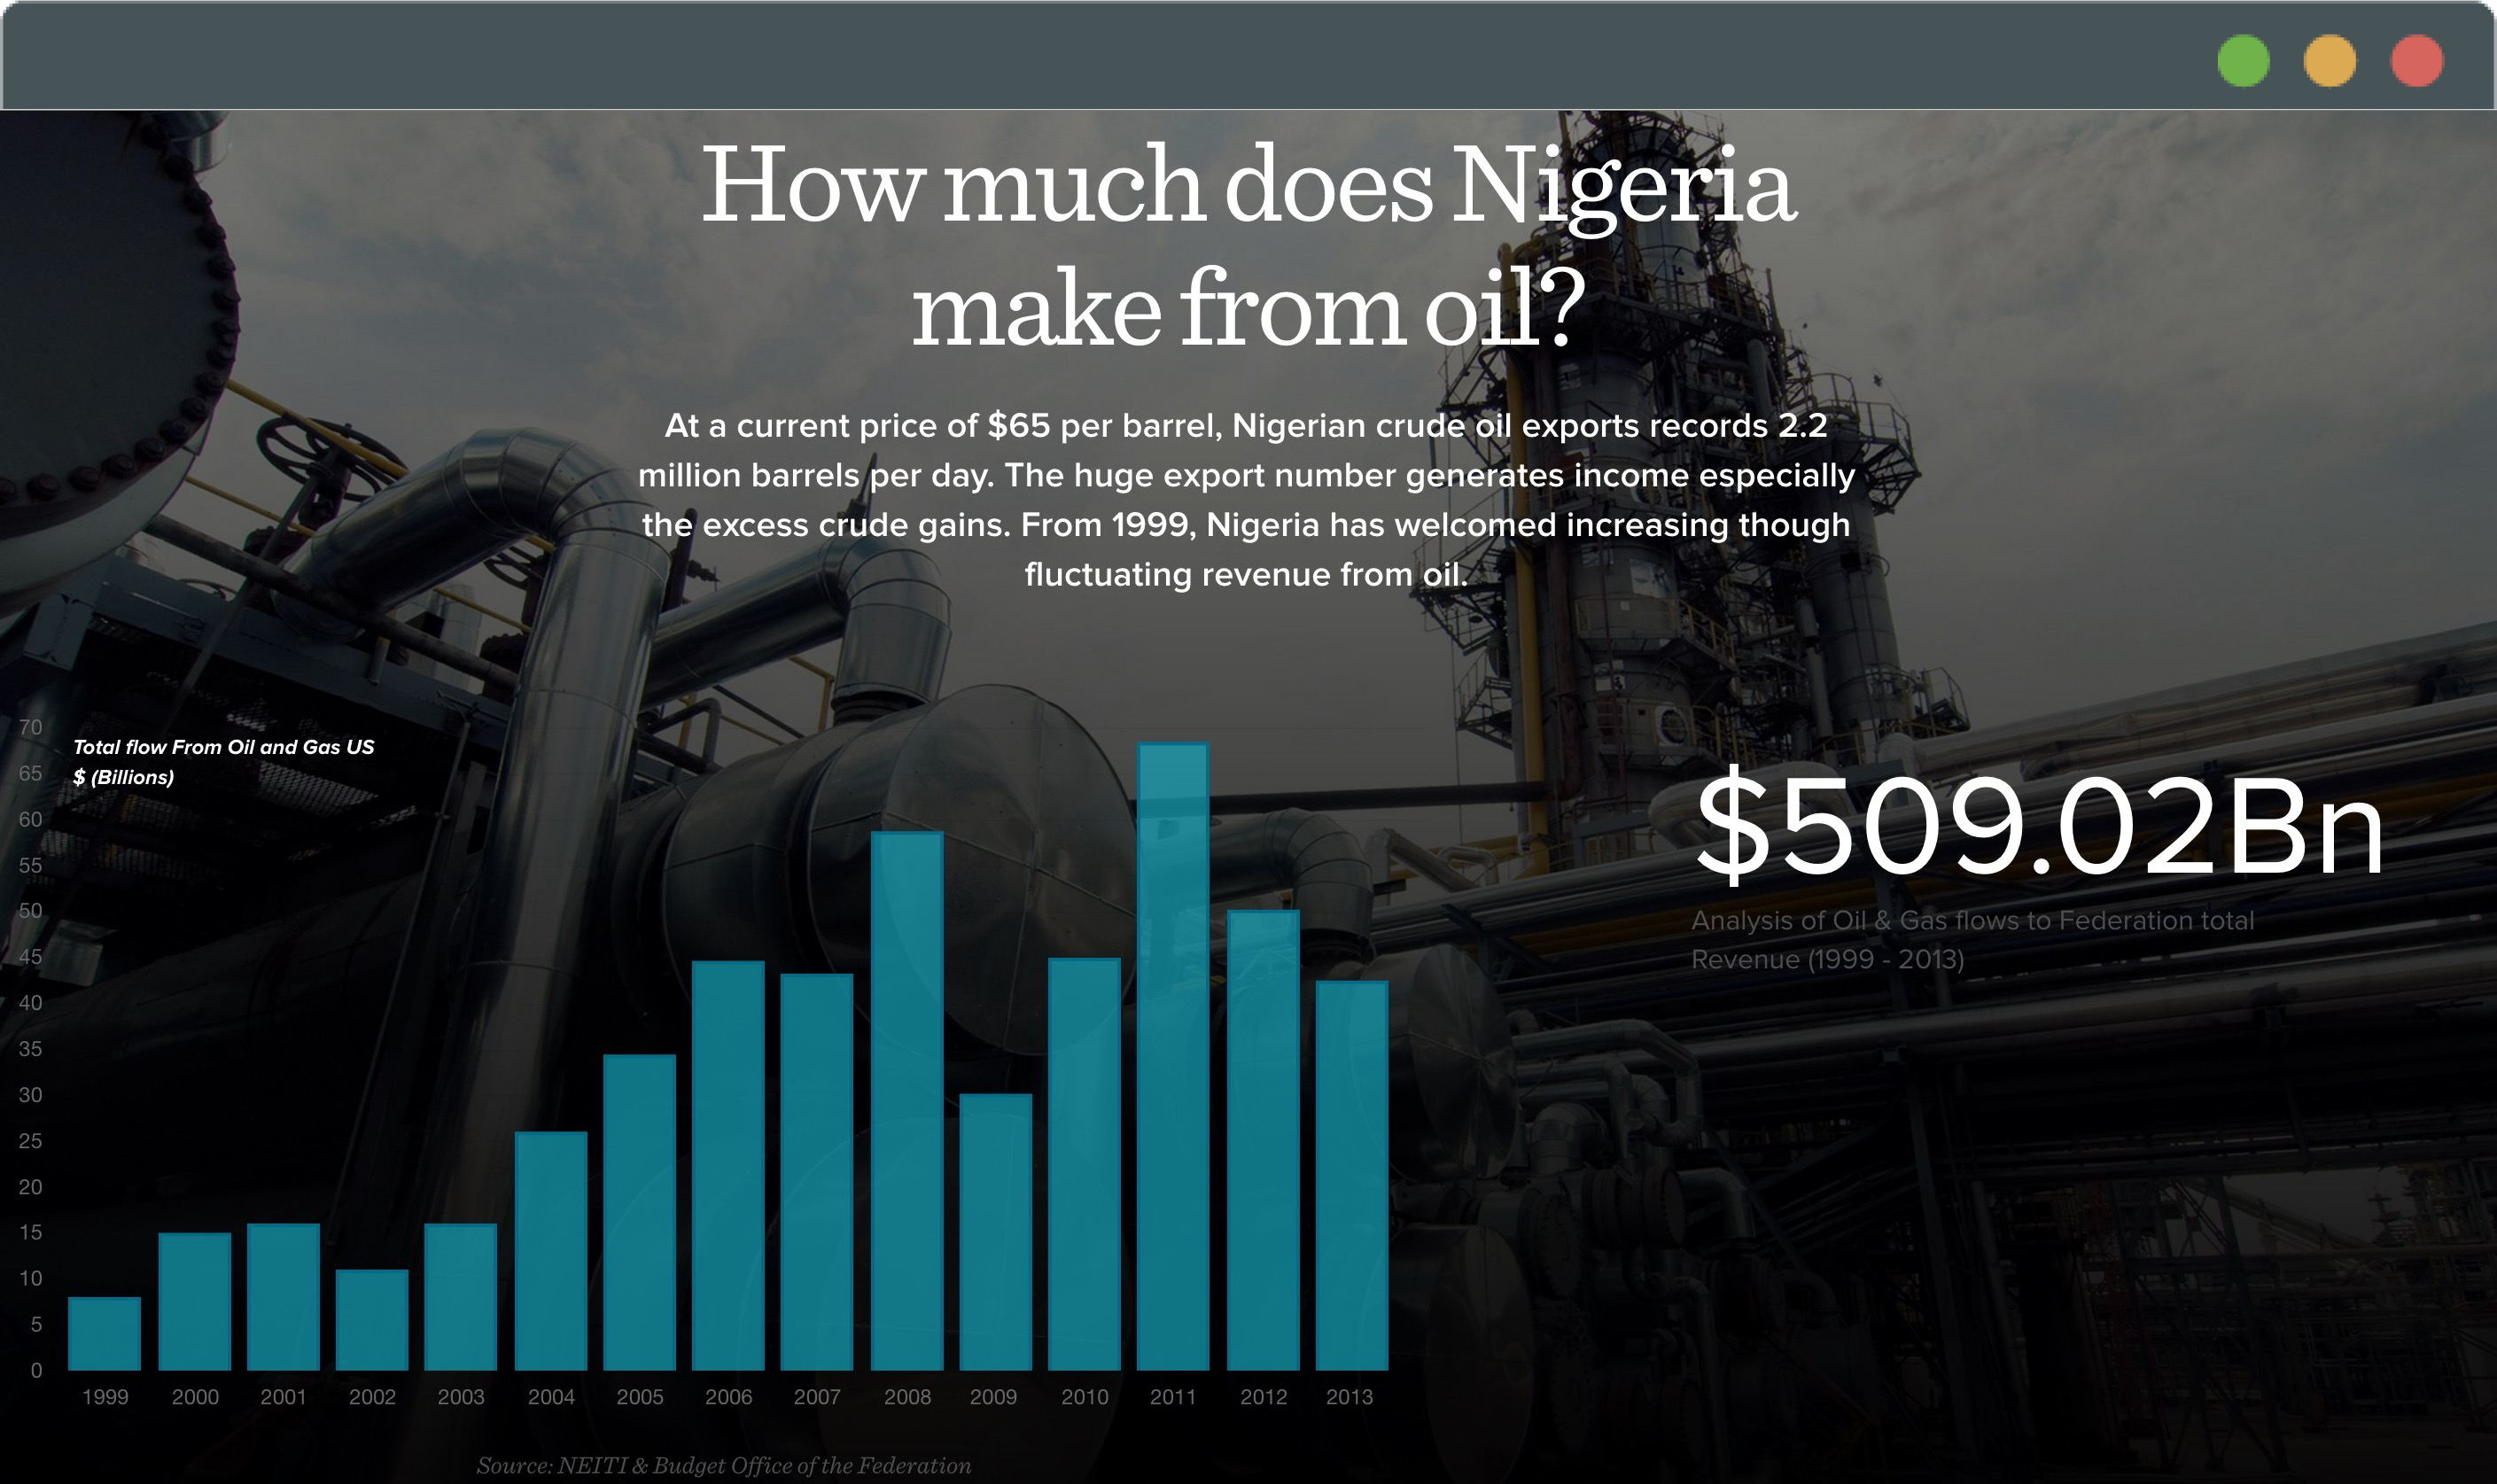 How much does Nigeria
make from oil?
At a current price of $65 per barrel, Nigerian crude oil exports records 2.2
million barrels per day. The huge export number generates income especially
the excess crude gains. From 1999, Nigeria has welcomed increasing though
fluctuating revenue from oil.
Total flow From Oil and Gas US
$ (Billions)
70
65
60
55
50
45
40
35
30
25
20
15
10
5
0
1999 2000 2001 2002 2003 2004 2005 2006 2007 2008 2009 2010 2011 2012 2013
$509.02Bn
Analysis of Oil & Gas flows to Federation total
Revenue (1999 - 2013)
Source: NEITI & Budget Office of the Federation